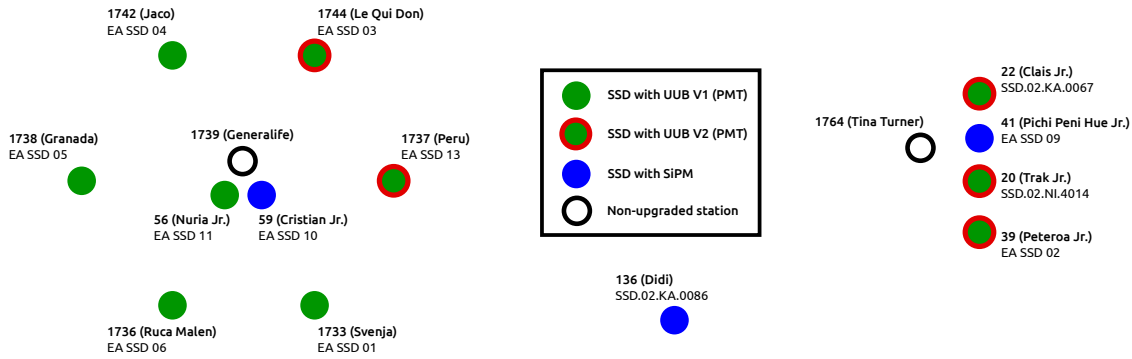 1742 (Jaco)
EA SSD 04
1744 (Le Qui Don)
EA SSD 03
1738 (Granada)
EA SSD 05
1739 (Generalife)
1737 (Peru)
EA SSD 13
56 (Nuria Jr.)
EA SSD 11
59 (Cristian Jr.)
EA SSD 10
1736 (Ruca Malen)
EA SSD 06
1733 (Svenja)
EA SSD 01
SSD with UUB V1 (PMT)
SSD with UUB V2 (PMT)
SSD with SiPM
Non-upgraded station
136 (Didi)
SSD.02.KA.0086
1764 (Tina Turner)
22 (Clais Jr.)
SSD.02.KA.0067
41 (Pichi Peni Hue Jr.)
EA SSD 09
20 (Trak Jr.)
SSD.02.NI.4014
39 (Peteroa Jr.)
EA SSD 02